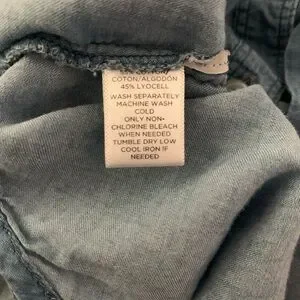 COTTON/ALGODON
45% LYOCELL
WASH SEPARATELY
MACHINE WASH
COLD
ONLY NON-
CHLORINE BLEACH
WHEN NEEDED
TUMBLE DRY LOW
COOL IRON IF
NEEDED